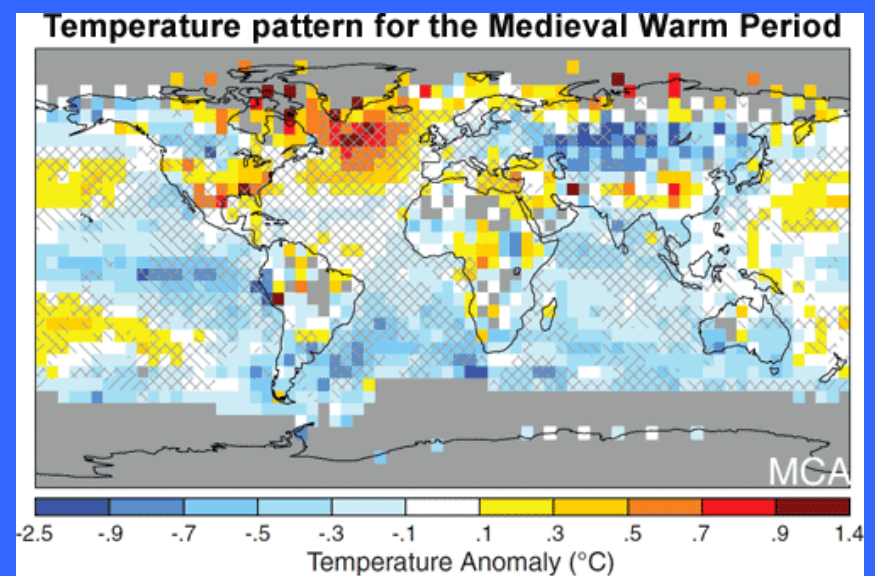 Temperature pattern for the Medieval Warm Period
MCA
-2.5 -.9 -.7 -.5 -.3 -.1 .1 .3 .5 .7 .9 1.4
Temperature Anomaly (°C)